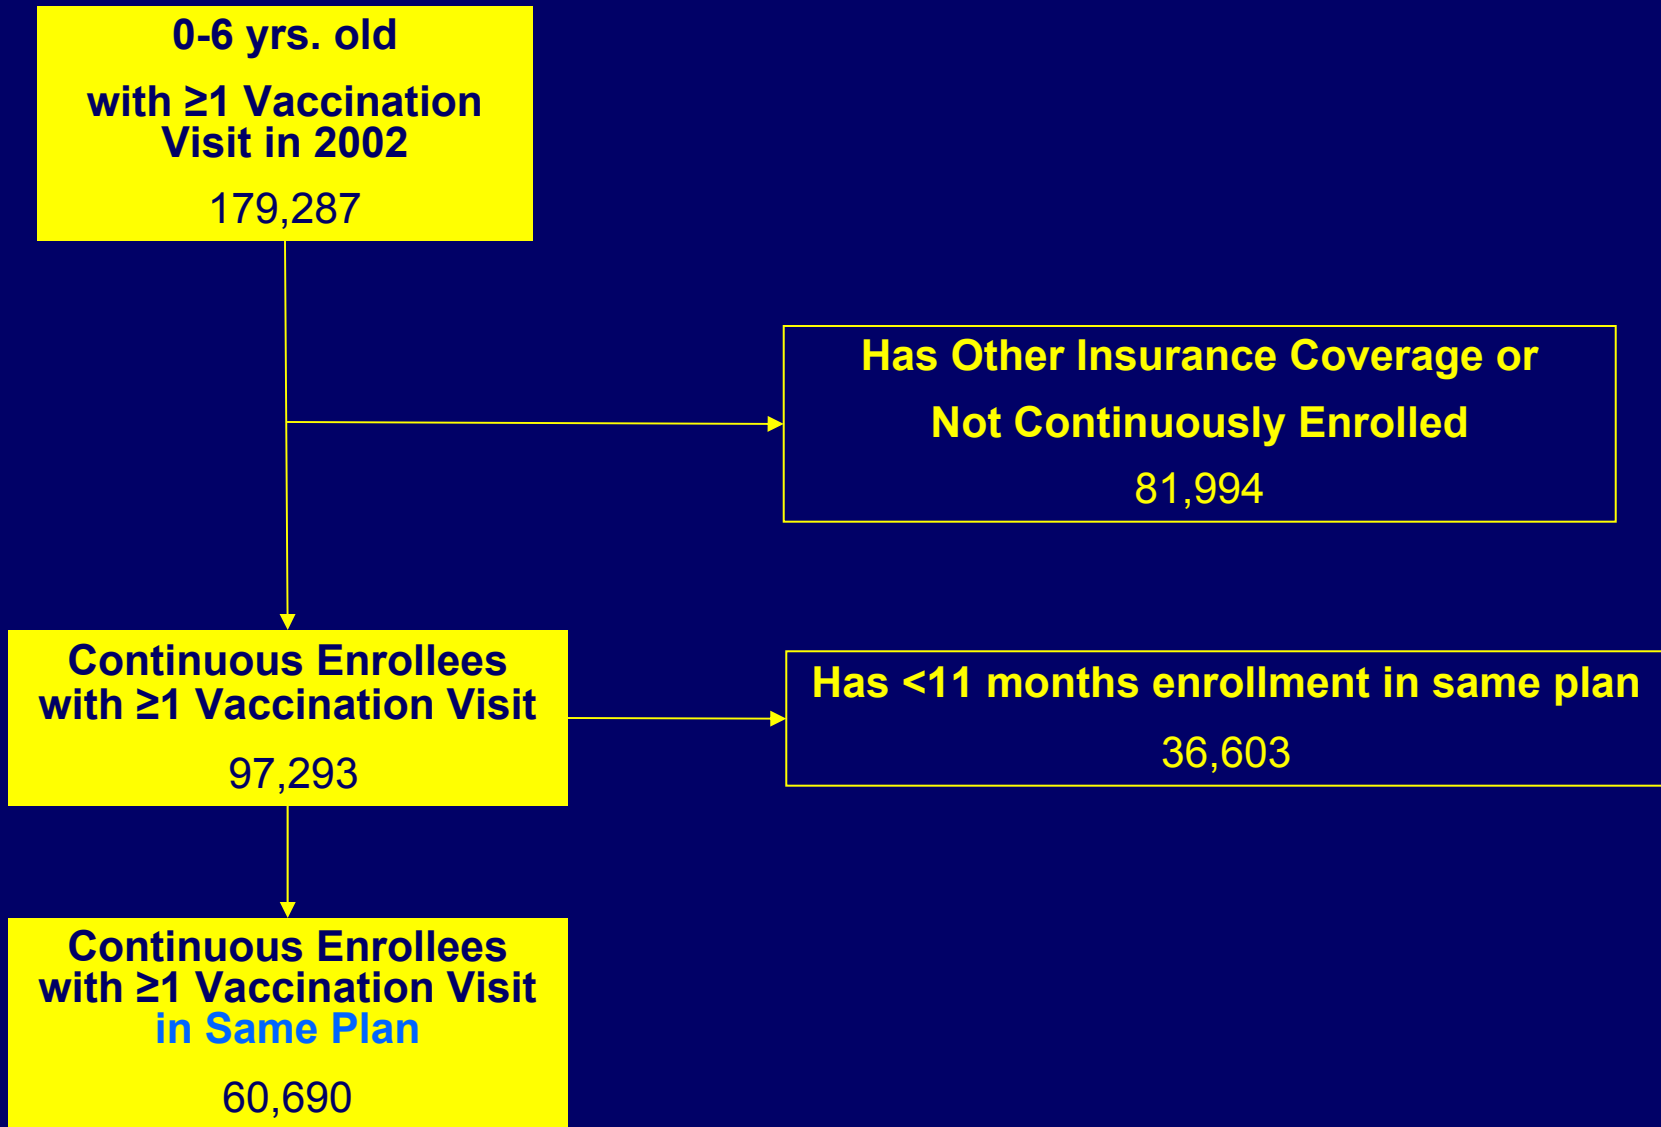 0-6 yrs. old
with ≥1 Vaccination
Visit in 2002
179,287
Has Other Insurance Coverage or
Not Continuously Enrolled
81,994
Continuous Enrollees
with ≥1 Vaccination Visit
97,293
Has <11 months enrollment in same plan
36,603
Continuous Enrollees
with ≥1 Vaccination Visit
in Same Plan
60,690